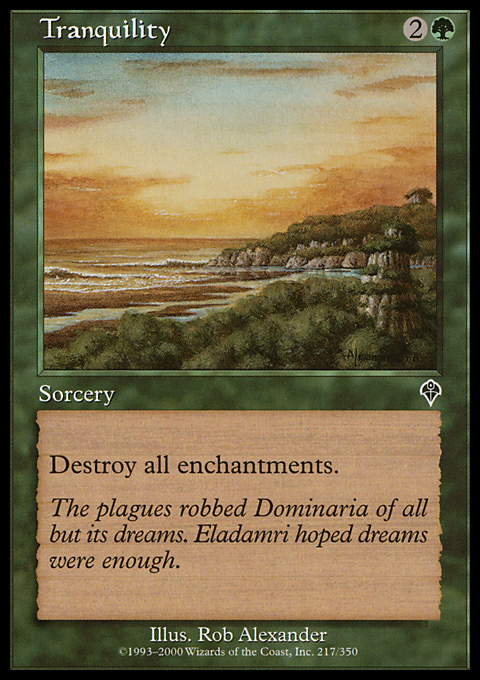 Tranquility 2
Sorcery
Destroy all enchantments.
The plagues robbed Dominaria of all
but its dreams. Eladamri hoped dreams
were enough.
Illus. Rob Alexander
©1993–2000 Wizards of the Coast, Inc. 217/350